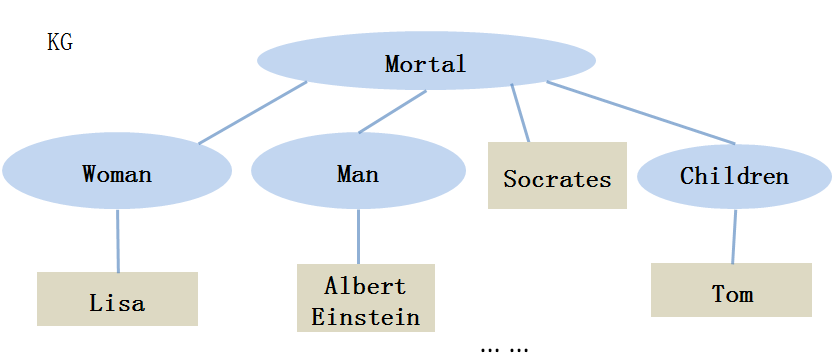 KG
Mortal
Woman
Man
Socrates
Children
Lisa
Albert
Einstein
Tom
... ...